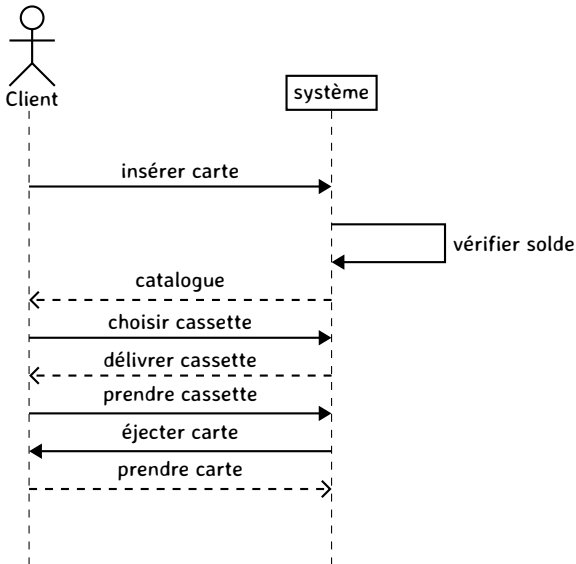 Client
système
insérer carte
vérifier solde
catalogue
choisir cassette
délivrer cassette
prendre cassette
éjecter carte
prendre carte